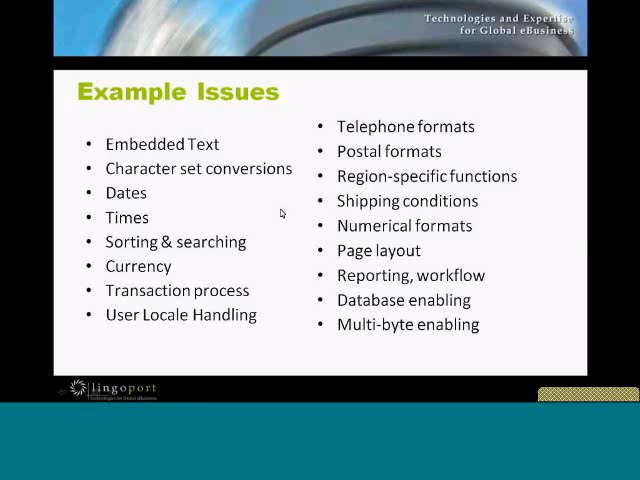 Technologies and Expertise
for Global eBusiness
Example Issues
• Embedded Text
• Character set conversions
• Dates
• Times
• Sorting & searching
• Currency
• Transaction process
• User Locale Handling
• Telephone formats
• Postal formats
• Region-specific functions
• Shipping conditions
• Numerical formats
• Page layout
• Reporting, workflow
• Database enabling
• Multi-byte enabling
lingoport
Technologies for Global eBusiness